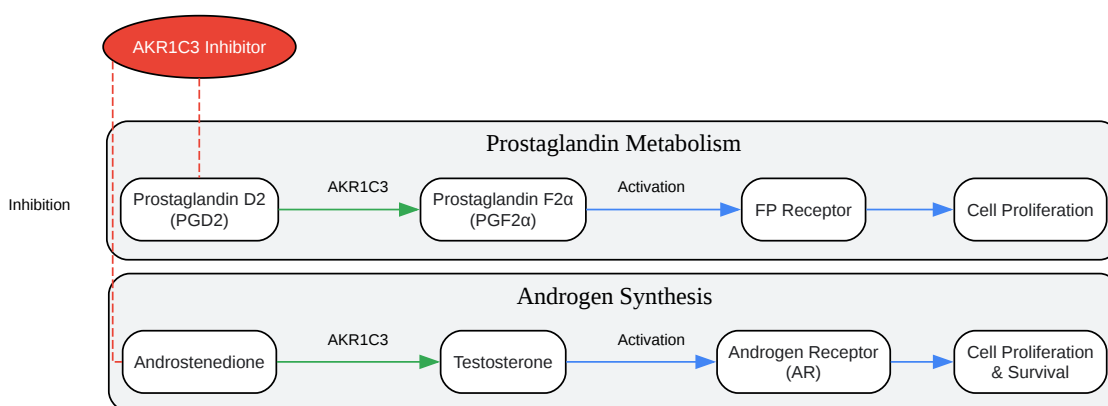 AKR1C3 Inhibitor
Prostaglandin Metabolism
Inhibition
Prostaglandin D2
(PGD2)
AKR1C3
Prostaglandin F2α
(PGF2α)
Activation
FP Receptor
Cell Proliferation
Androgen Synthesis
Androstenedione
AKR1C3
Testosterone
Activation
Androgen Receptor
(AR)
Cell Proliferation
& Survival